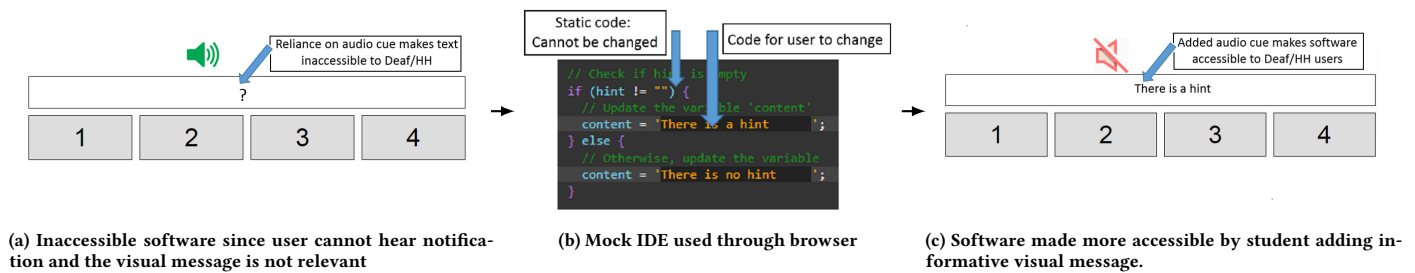 Reliance on audio cue makes text
inaccessible to Deaf/HH
?
1 2 3 4
(a) Inaccessible software since user cannot hear notifica-
tion and the visual message is not relevant
Static code:
Cannot be changed
Code for user to change
// Check if hint is empty
if (hint != "") {
// Update the variable 'content'
content = 'There is a hint ';
} else {
// Otherwise, update the variable
content = 'There is no hint ';
}
(b) Mock IDE used through browser
Added audio cue makes software
accessible to Deaf/HH users
There is a hint
1 2 3 4
(c) Software made more accessible by student adding in-
formative visual message.